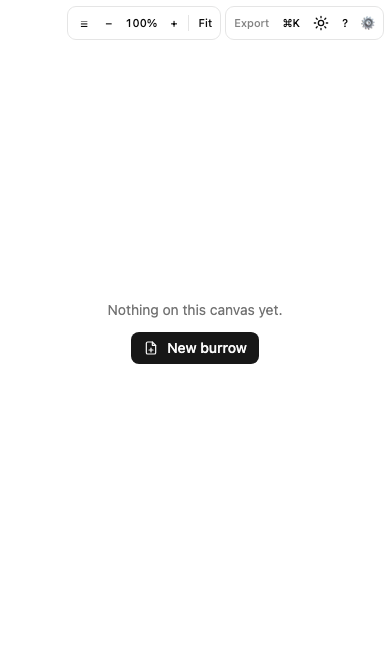 ≡ − 100% + Fit Export ⌘K ?
Nothing on this canvas yet.
New burrow